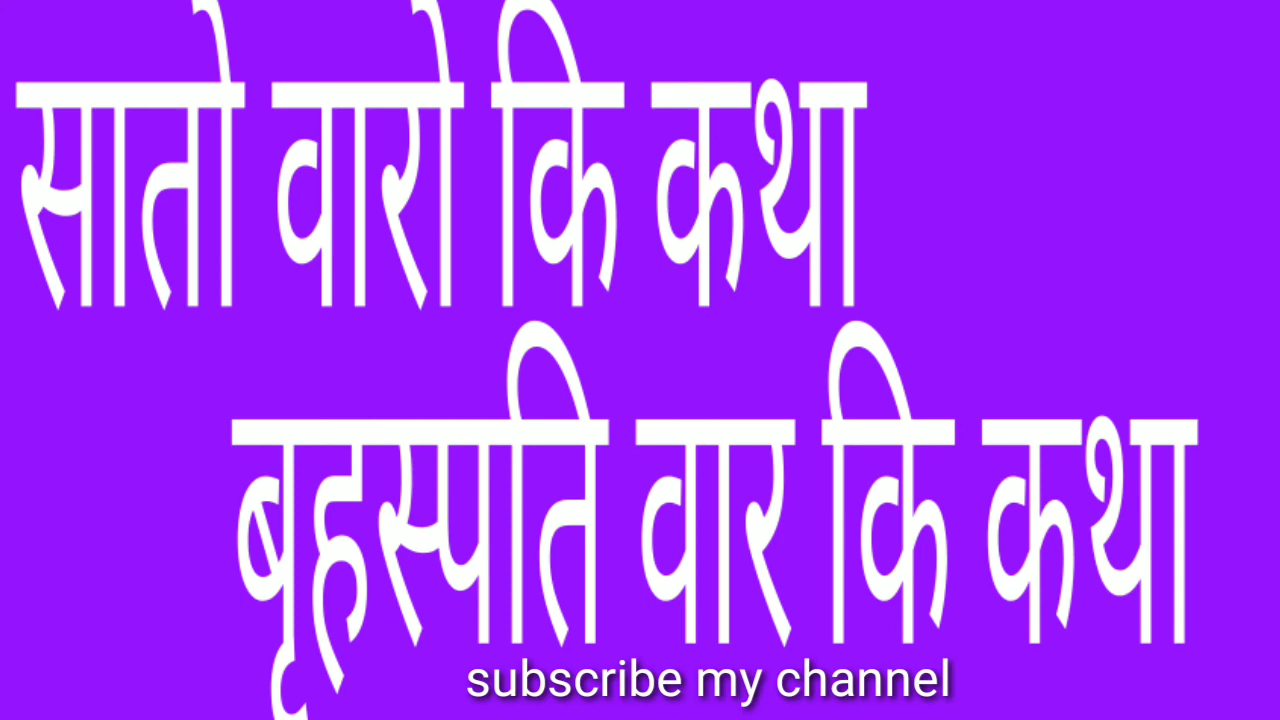 सातो वारो कि कथा
बृहस्पति वार कि कथा
subscribe my channel